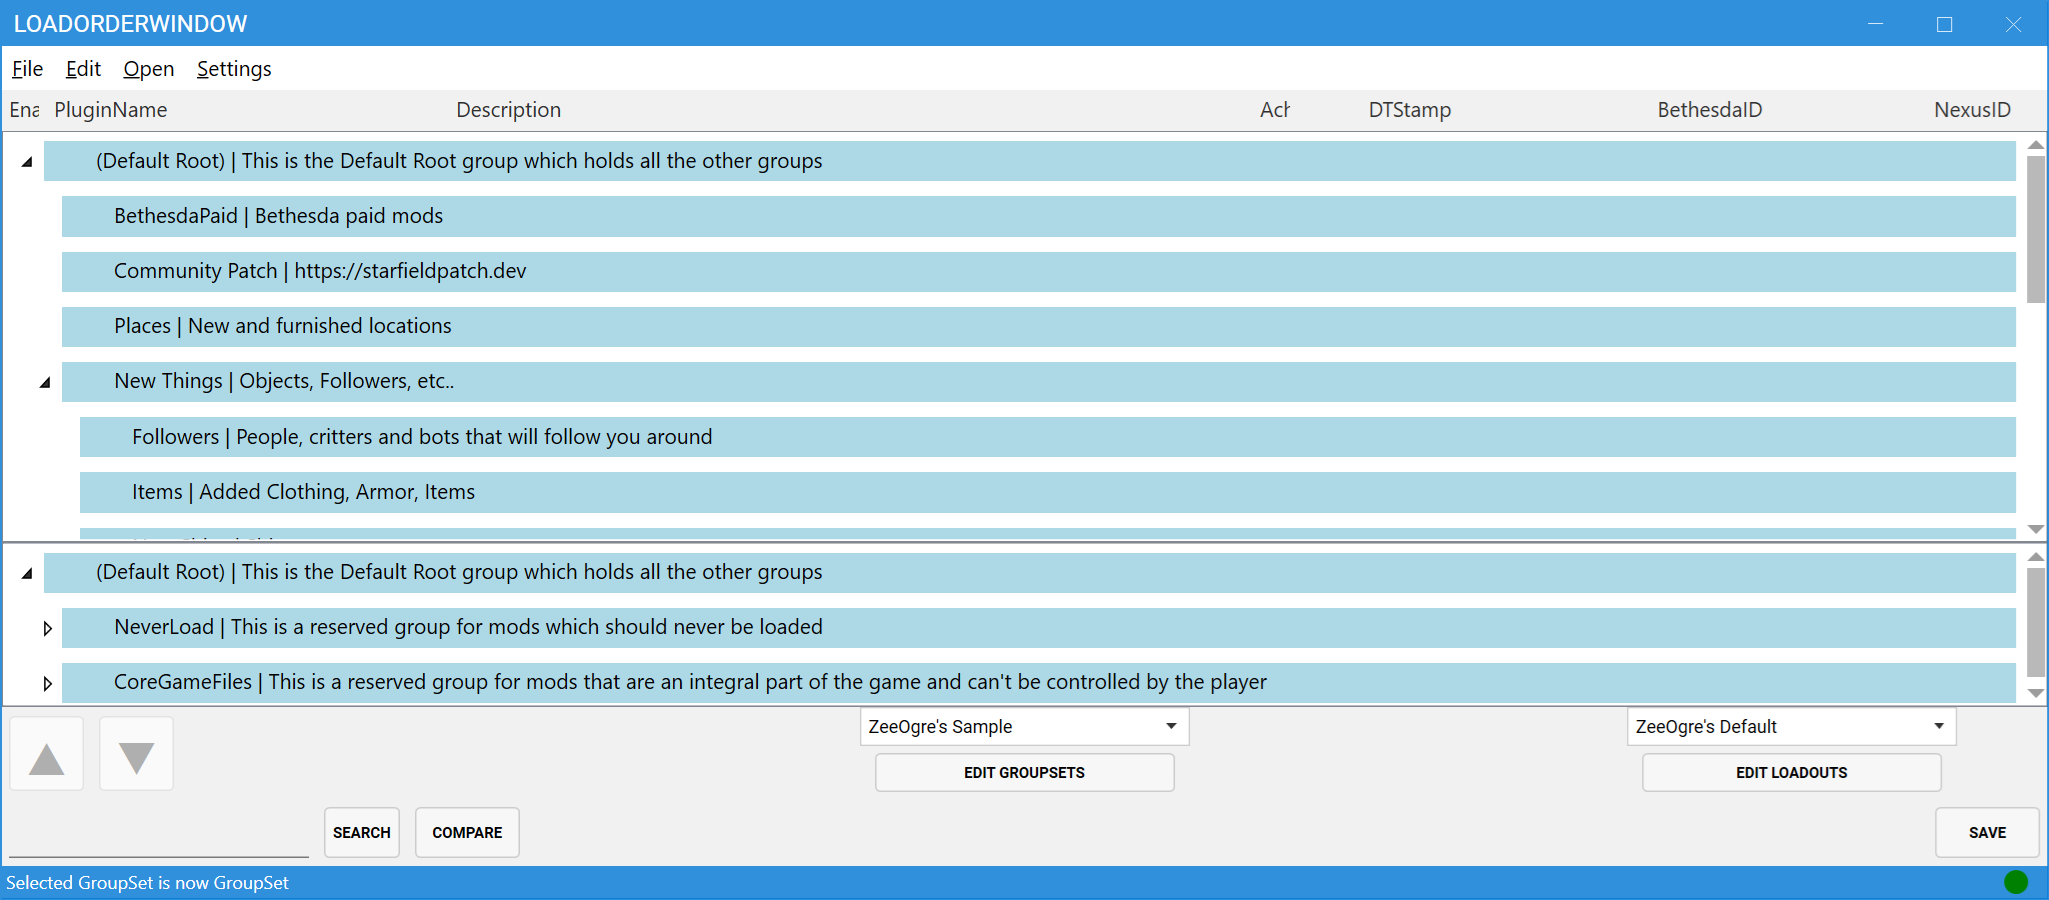 LOADORDERWINDOW
File Edit Open Settings
Ena PluginName Description Ach DTStamp BethesdaID NexusID
(Default Root) | This is the Default Root group which holds all the other groups
BethesdaPaid | Bethesda paid mods
Community Patch | https://starfieldpatch.dev
Places | New and furnished locations
New Things | Objects, Followers, etc..
Followers | People, critters and bots that will follow you around
Items | Added Clothing, Armor, Items
(Default Root) | This is the Default Root group which holds all the other groups
NeverLoad | This is a reserved group for mods which should never be loaded
CoreGameFiles | This is a reserved group for mods that are an integral part of the game and can't be controlled by the player
ZeeOgre's Sample ZeeOgre's Default
EDIT GROUPSETS EDIT LOADOUTS
SEARCH COMPARE SAVE
Selected GroupSet is now GroupSet